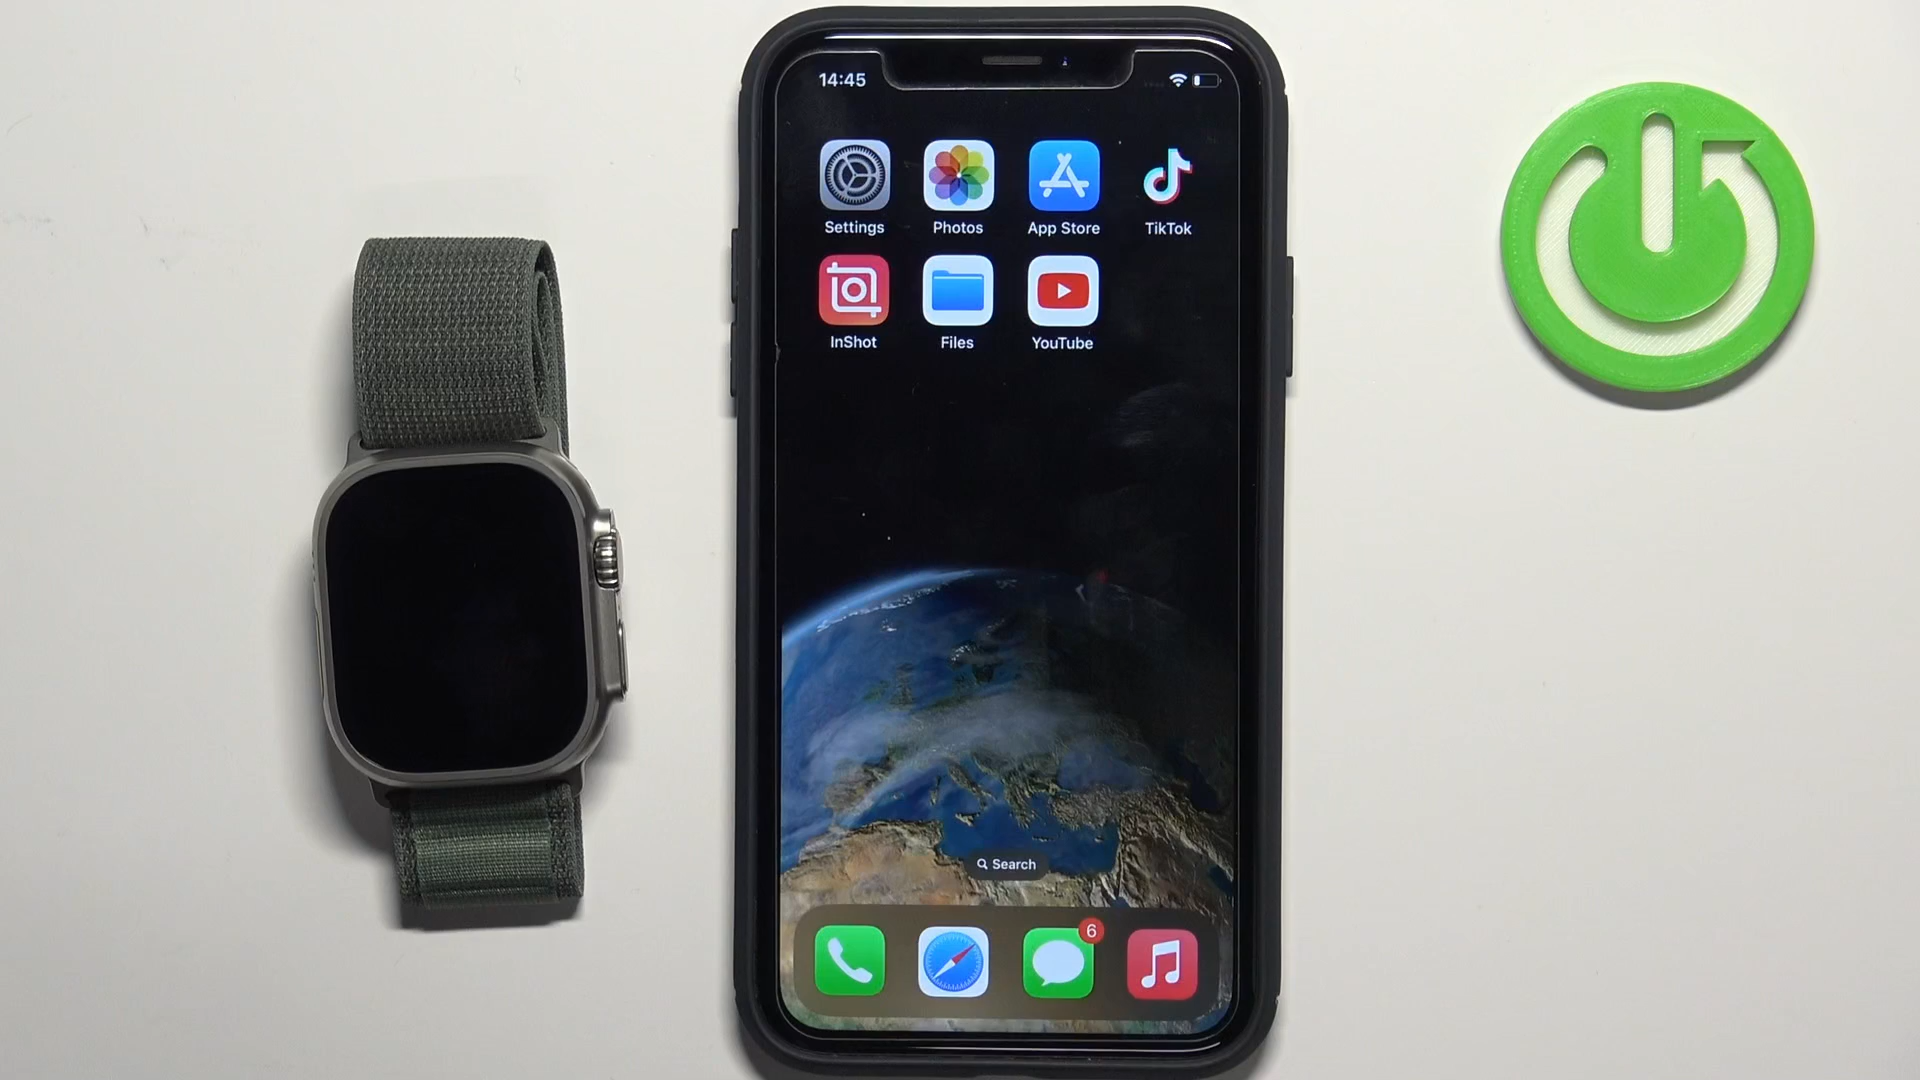 14:45
Settings
Photos
App Store
TikTok
InShot
Files
YouTube
Search
6